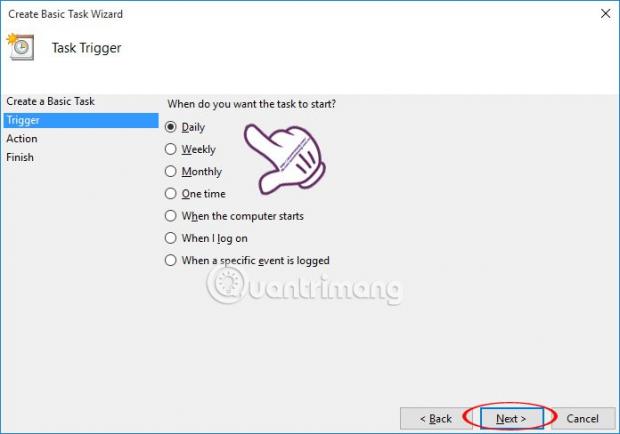 Create Basic Task Wizard
Task Trigger
Create a Basic Task
Trigger
Action
Finish
When do you want the task to start?
Daily
Weekly
Monthly
One time
When the computer starts
When I log on
When a specific event is logged
Quantrimang
< Back
Next >
Cancel